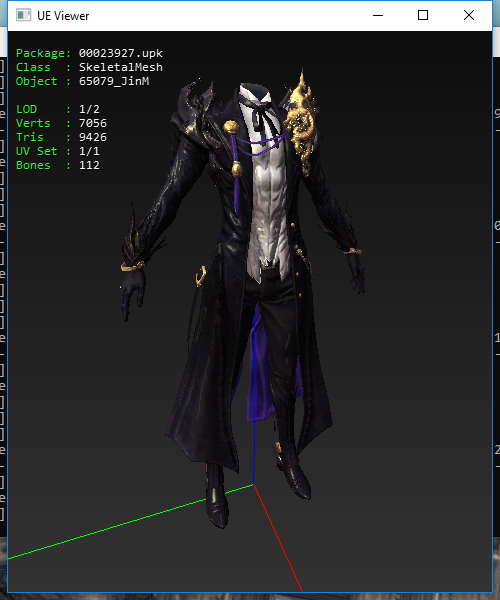 UE Viewer
Package: 00023927.upk
Class : SkeletalMesh
Object : 65079_JinM
LOD : 1/2
Verts : 7056
Tris : 9426
UV Set : 1/1
Bones : 112